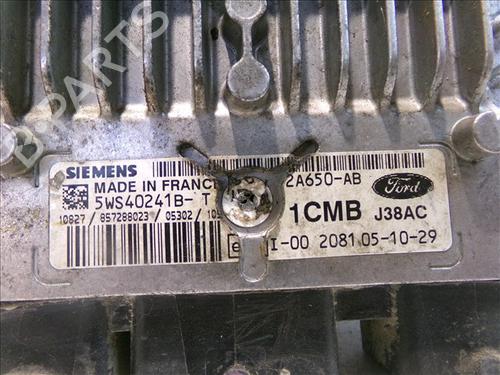 B-PARTS
SIEMENS
MADE IN FRANCE 2A650-AB
5WS40241B- T 1CMB J38AC
10827 / 857288023 / 05302 /
I-00 2081 05-10-29
Ford